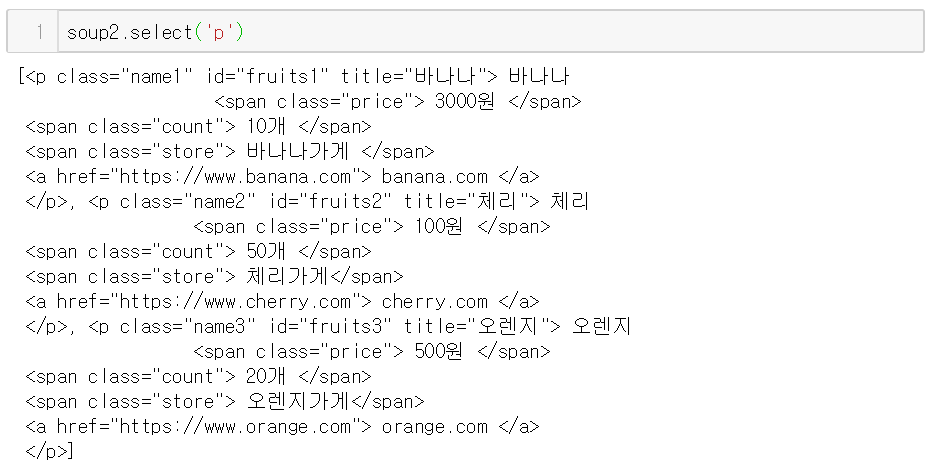 1 soup2.select('p')
[<p class="name1" id="fruits1" title="바나나"> 바나나
<span class="price"> 3000원 </span>
<span class="count"> 10개 </span>
<span class="store"> 바나나가게 </span>
<a href="https://www.banana.com"> banana.com </a>
</p>, <p class="name2" id="fruits2" title="체리"> 체리
<span class="price"> 100원 </span>
<span class="count"> 50개 </span>
<span class="store"> 체리가게</span>
<a href="https://www.cherry.com"> cherry.com </a>
</p>, <p class="name3" id="fruits3" title="오렌지"> 오렌지
<span class="price"> 500원 </span>
<span class="count"> 20개 </span>
<span class="store"> 오렌지가게</span>
<a href="https://www.orange.com"> orange.com </a>
</p>]